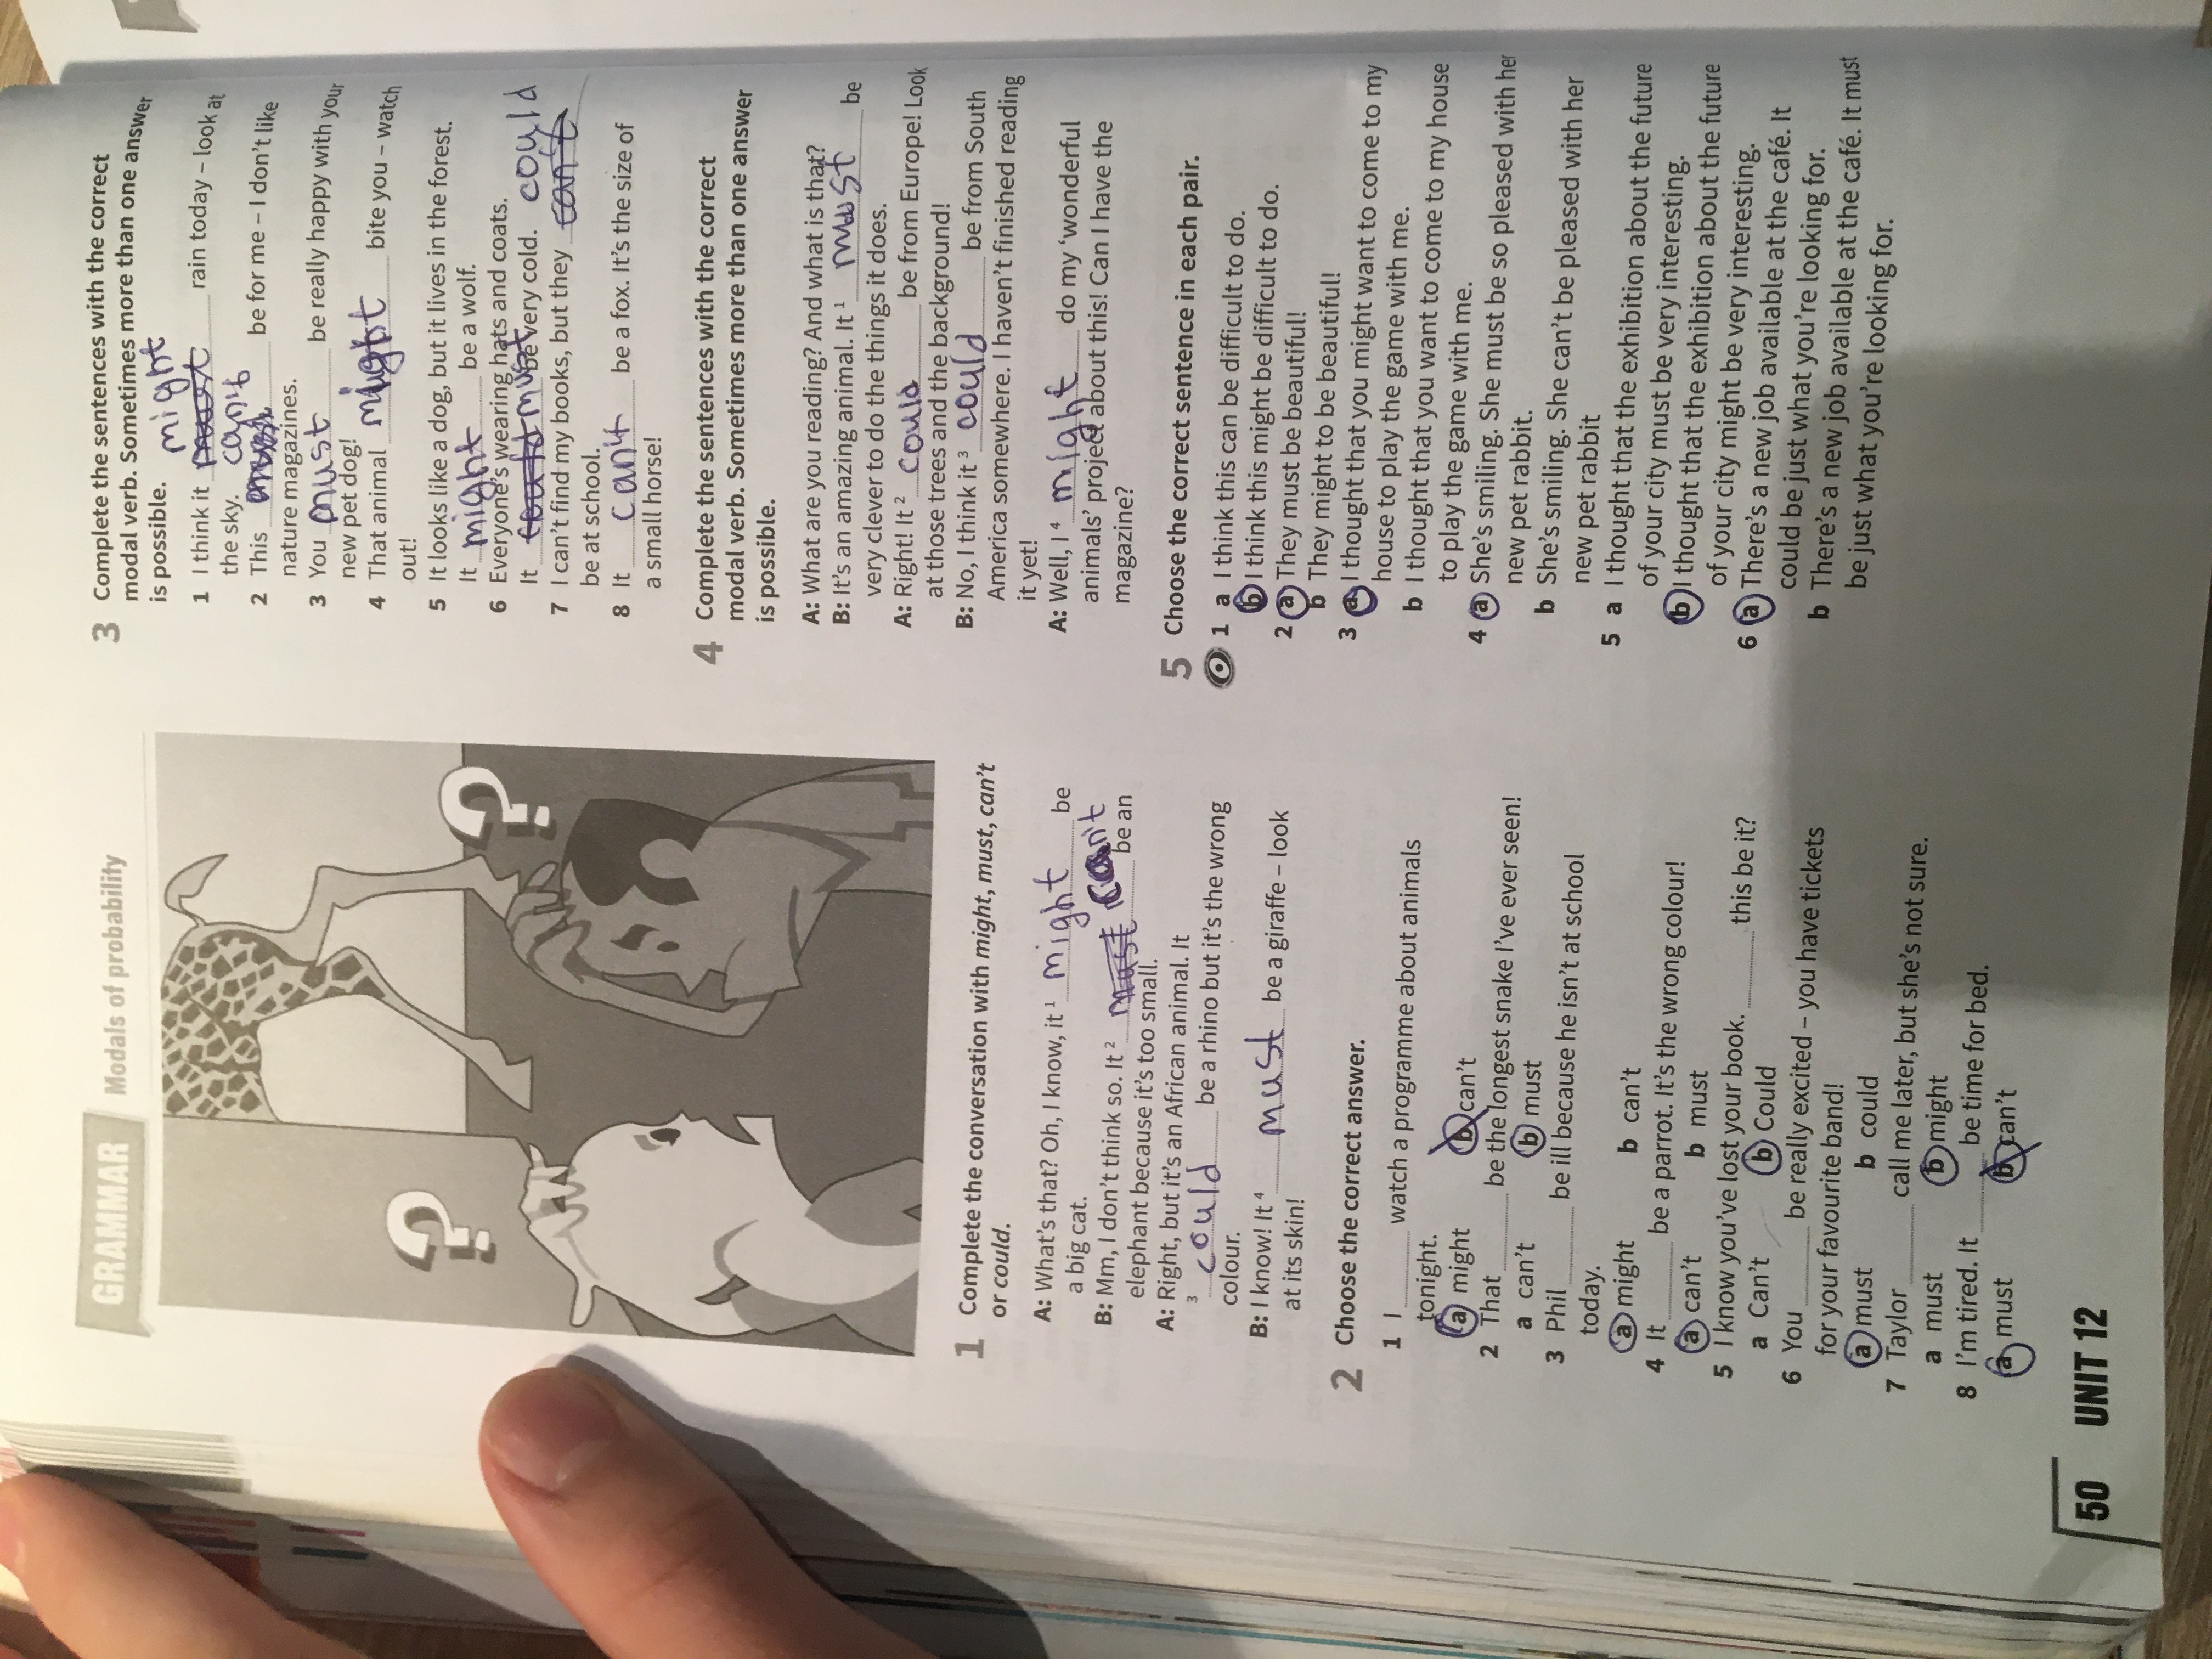 GRAMMAR Modals of probability
? ?
1 Complete the conversation with might, must, can't
or could.
A: What's that? Oh, I know, it 1 might be
a big cat.
B: Mm, I don't think so. It 2 must can't be an
elephant because it's too small.
A: Right, but it's an African animal. It
3 could be a rhino but it's the wrong
colour.
B: I know! It 4 must be a giraffe – look
at its skin!
2 Choose the correct answer.
1 I ______ watch a programme about animals
tonight.
a might b can't
2 That ______ be the longest snake I've ever seen!
a can't b must
3 Phil ______ be ill because he isn't at school
today.
a might b can't
4 It ______ be a parrot. It's the wrong colour!
a can't b must
5 I know you've lost your book. ______ this be it?
a Can't b Could
6 You ______ be really excited – you have tickets
for your favourite band!
a must b could
7 Taylor ______ call me later, but she's not sure.
a must b might
8 I'm tired. It ______ be time for bed.
a must b can't
50 UNIT 12
3 Complete the sentences with the correct
modal verb. Sometimes more than one answer
is possible.
might
1 I think it must rain today – look at
the sky. can't
2 This be for me – I don't like
nature magazines.
3 You must be really happy with your
new pet dog!
4 That animal might bite you – watch
out!
5 It looks like a dog, but it lives in the forest.
It might be a wolf.
6 Everyone's wearing hats and coats.
It could must be very cold. could
7 I can't find my books, but they can't
be at school.
8 It can't be a fox. It's the size of
a small horse!
4 Complete the sentences with the correct
modal verb. Sometimes more than one answer
is possible.
A: What are you reading? And what is that?
B: It's an amazing animal. It 1 must be
very clever to do the things it does.
A: Right! It 2 could be from Europe! Look
at those trees and the background!
B: No, I think it 3 could be from South
America somewhere. I haven't finished reading
it yet!
A: Well, I 4 might do my 'wonderful
animals' project about this! Can I have the
magazine?
5 Choose the correct sentence in each pair.
1 a I think this can be difficult to do.
b I think this might be difficult to do.
2 a They must be beautiful!
b They might to be beautiful!
3 a I thought that you might want to come to my
house to play the game with me.
b I thought that you want to come to my house
to play the game with me.
4 a She's smiling. She must be so pleased with her
new pet rabbit.
b She's smiling. She can't be pleased with her
new pet rabbit
5 a I thought that the exhibition about the future
of your city must be very interesting.
b I thought that the exhibition about the future
of your city might be very interesting.
6 a There's a new job available at the café. It
could be just what you're looking for.
b There's a new job available at the café. It must
be just what you're looking for.